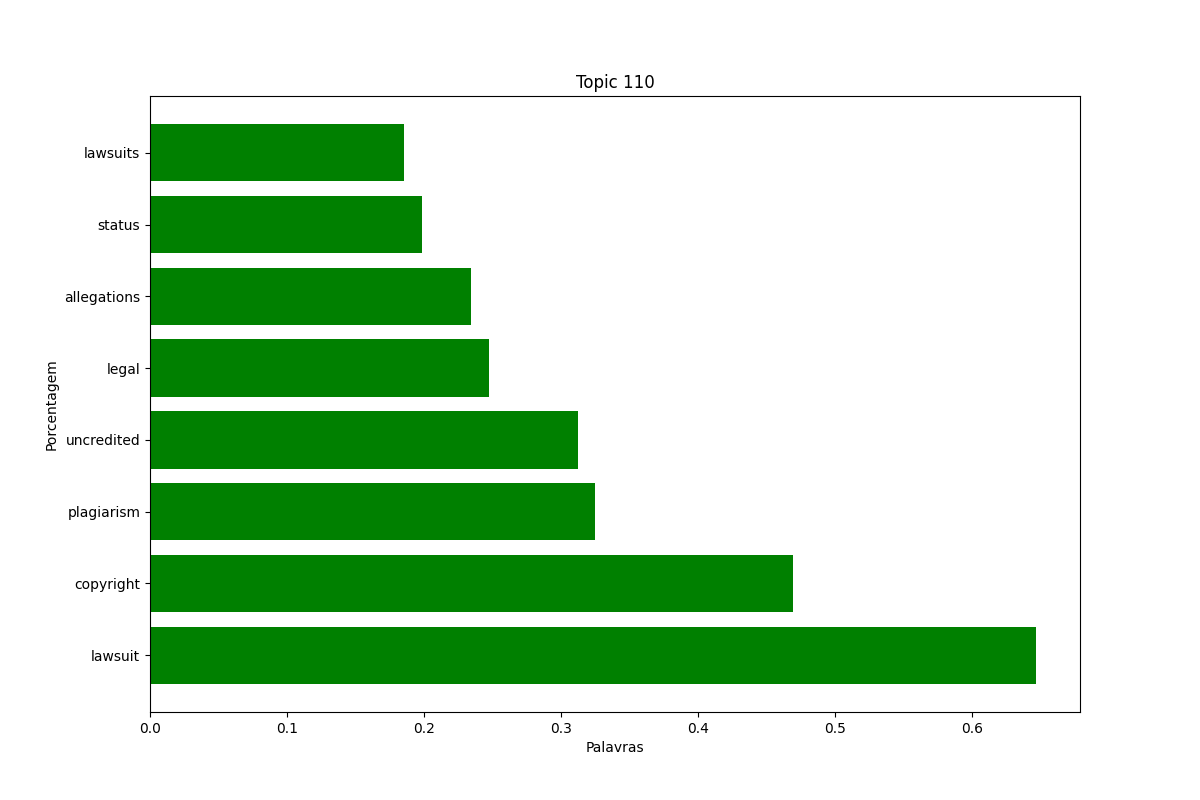 Topic 110
lawsuits
status
allegations
legal
uncredited
plagiarism
copyright
lawsuit
Porcentagem
0.0 0.1 0.2 0.3 0.4 0.5 0.6
Palavras